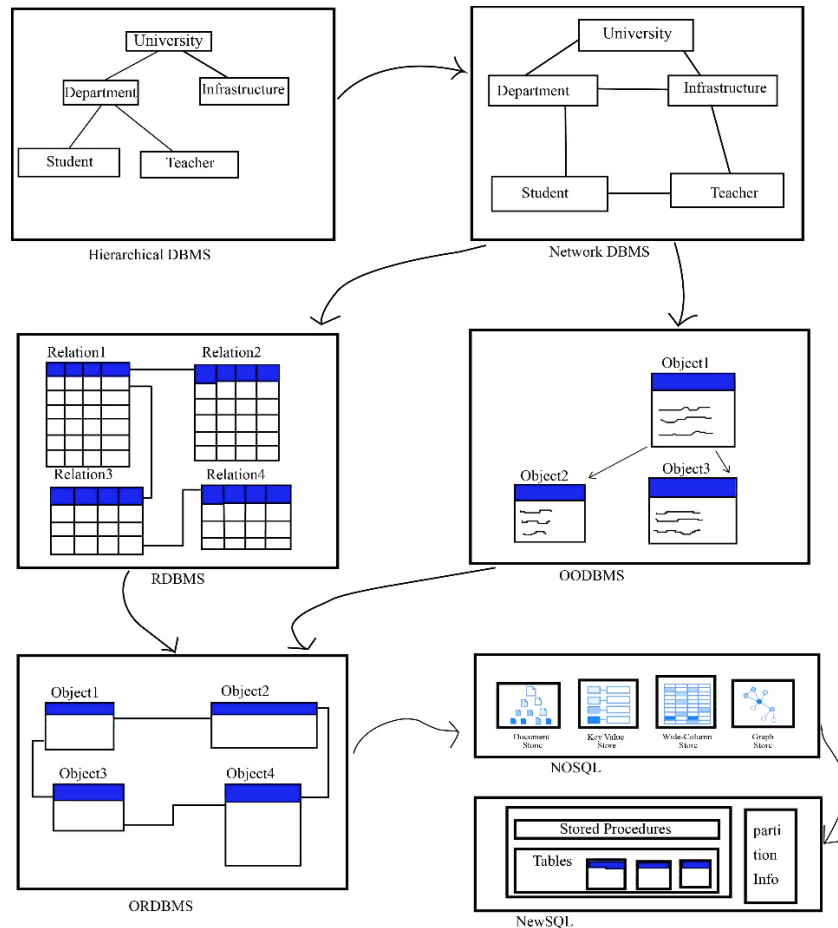 University
Department
Infrastructure
Student
Teacher
Hierarchical DBMS
University
Department
Infrastructure
Student
Teacher
Network DBMS
Relation1
Relation2
Relation3
Relation4
RDBMS
Object1
Object2
Object3
OODBMS
Object1
Object2
Object3
Object4
ORDBMS
Document
Store
Key Value
Store
Wide-Column
Store
Graph
Store
NOSQL
Stored Procedures
Tables
parti
tion
Info
NewSQL